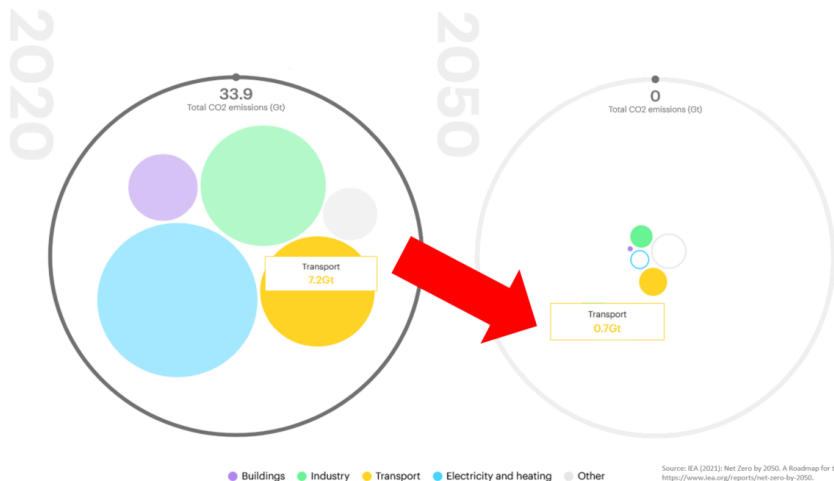 2020
33.9
Total CO2 emissions (Gt)
Transport
7.2Gt
2050
0
Total CO2 emissions (Gt)
Transport
0.7Gt
Buildings
Industry
Transport
Electricity and heating
Other
Source: IEA (2021): Net Zero by 2050. A Roadmap for t
https://www.iea.org/reports/net-zero-by-2050.